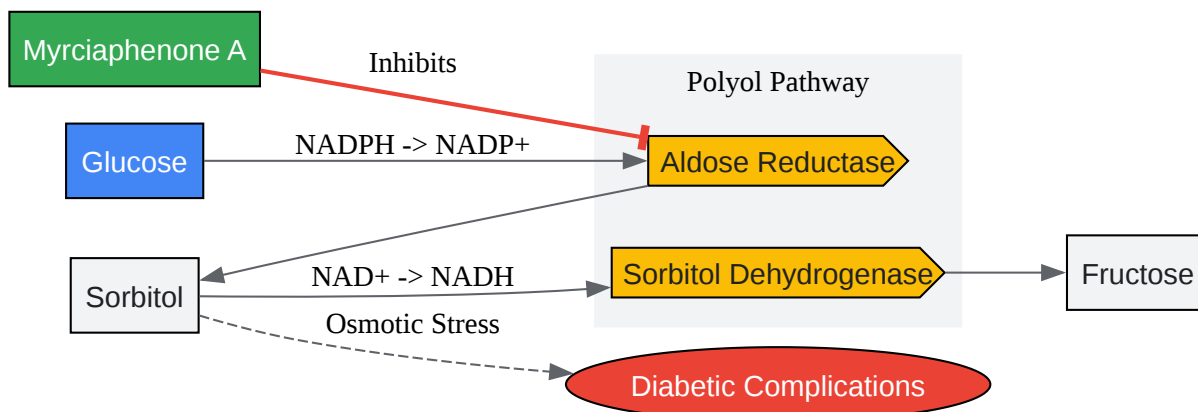 Myrciaphenone A
Inhibits
Polyol Pathway
Glucose
NADPH -> NADP+
Aldose Reductase
Sorbitol
NAD+ -> NADH
Sorbitol Dehydrogenase
Fructose
Osmotic Stress
Diabetic Complications